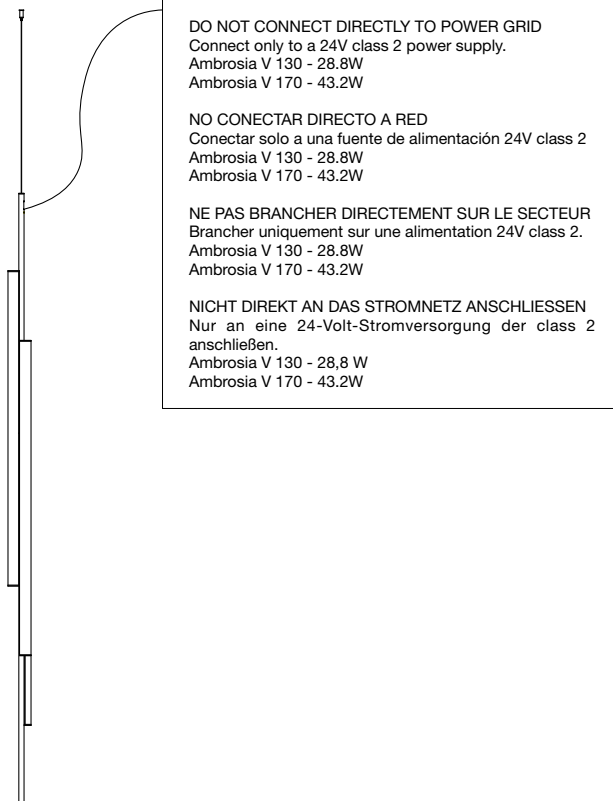 DO NOT CONNECT DIRECTLY TO POWER GRID
Connect only to a 24V class 2 power supply.
Ambrosia V 130 - 28.8W
Ambrosia V 170 - 43.2W
NO CONECTAR DIRECTO A RED
Conectar solo a una fuente de alimentación 24V class 2
Ambrosia V 130 - 28.8W
Ambrosia V 170 - 43.2W
NE PAS BRANCHER DIRECTEMENT SUR LE SECTEUR
Brancher uniquement sur une alimentation 24V class 2.
Ambrosia V 130 - 28.8W
Ambrosia V 170 - 43.2W
NICHT DIREKT AN DAS STROMNETZ ANSCHLIESSEN
Nur an eine 24-Volt-Stromversorgung der class 2
anschließen.
Ambrosia V 130 - 28,8 W
Ambrosia V 170 - 43.2W